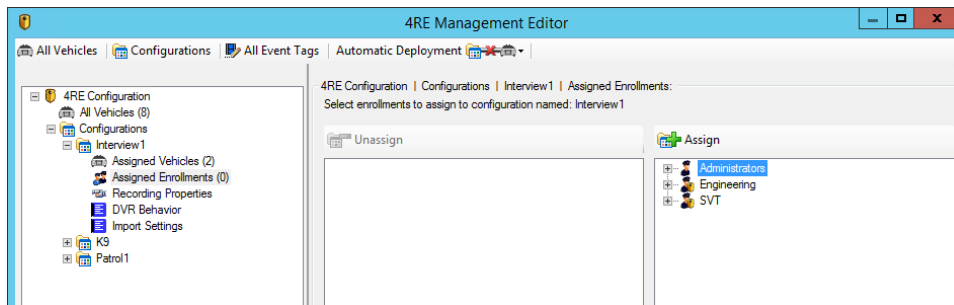 4RE Management Editor
All Vehicles Configurations All Event Tags Automatic Deployment
4RE Configuration | Configurations | Interview1 | Assigned Enrollments:
Select enrollments to assign to configuration named: Interview1
4RE Configuration
All Vehicles (8)
Configurations
Interview1
Assigned Vehicles (2)
Assigned Enrollments (0)
Recording Properties
DVR Behavior
Import Settings
K9
Patrol1
Unassign
Assign
Administrators
Engineering
SVT